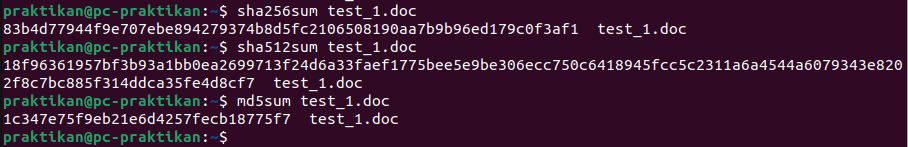 praktikan@pc-praktikan:~$ sha256sum test_1.doc
83b4d77944f9e707ebe894279374b8d5fc2106508190aa7b9b96ed179c0f3af1  test_1.doc
praktikan@pc-praktikan:~$ sha512sum test_1.doc
18f96361957bf3b93a1bb0ea2699713f24d6a33faef1775bee5e9be306ecc750c6418945fcc5c2311a6a4544a6079343e820
2f8c7bc885f314ddca35fe4d8cf7  test_1.doc
praktikan@pc-praktikan:~$ md5sum test_1.doc
1c347e75f9eb21e6d4257fecb18775f7  test_1.doc
praktikan@pc-praktikan:~$